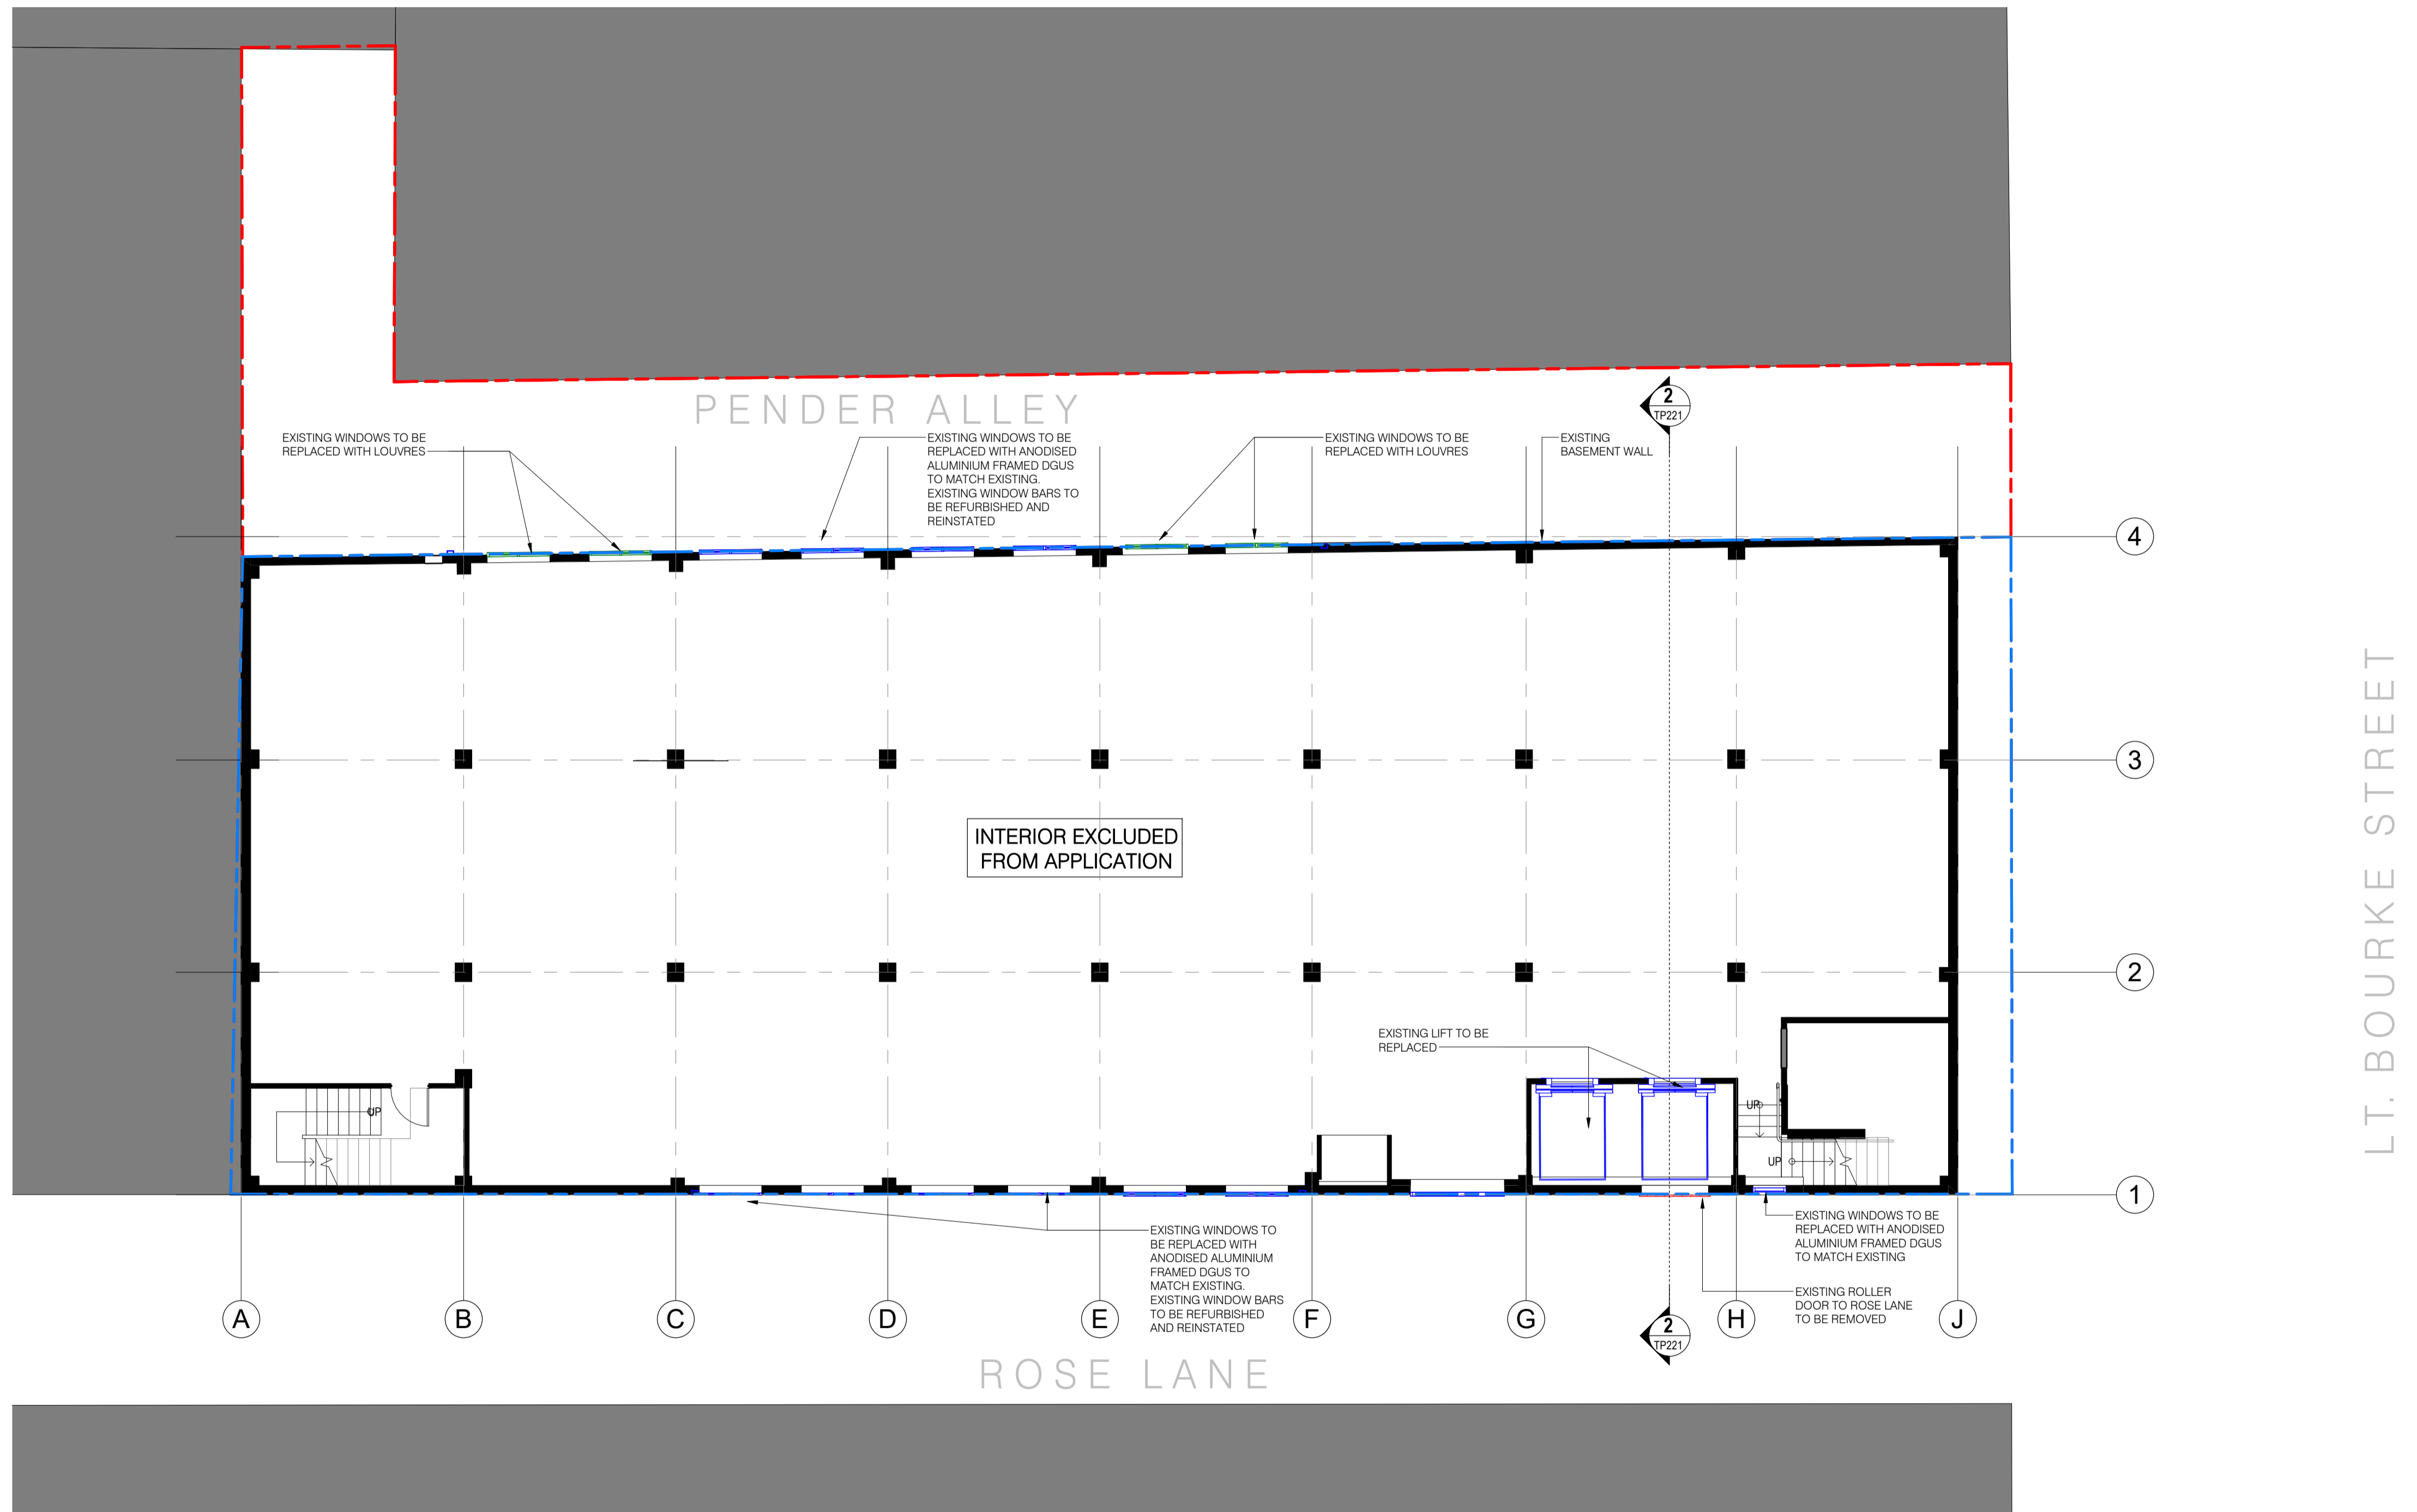 PENDER ALLEY
2
TP221
EXISTING WINDOWS TO BE
REPLACED WITH LOUVRES
EXISTING WINDOWS TO BE
REPLACED WITH ANODISED
ALUMINIUM FRAMED DGUS
TO MATCH EXISTING.
EXISTING WINDOW BARS TO
BE REFURBISHED AND
REINSTATED
EXISTING WINDOWS TO BE
REPLACED WITH LOUVRES
EXISTING
BASEMENT WALL
4
3
LT. BOURKE STREET
INTERIOR EXCLUDED
FROM APPLICATION
2
EXISTING LIFT TO BE
REPLACED
UP
UP
UP
1
EXISTING WINDOWS TO
BE REPLACED WITH
ANODISED ALUMINIUM
FRAMED DGUS TO
MATCH EXISTING.
EXISTING WINDOW BARS
TO BE REFURBISHED
AND REINSTATED
EXISTING WINDOWS TO BE
REPLACED WITH ANODISED
ALUMINIUM FRAMED DGUS
TO MATCH EXISTING
EXISTING ROLLER
DOOR TO ROSE LANE
TO BE REMOVED
A
B
C
D
E
F
G
2
TP221
H
J
ROSE LANE